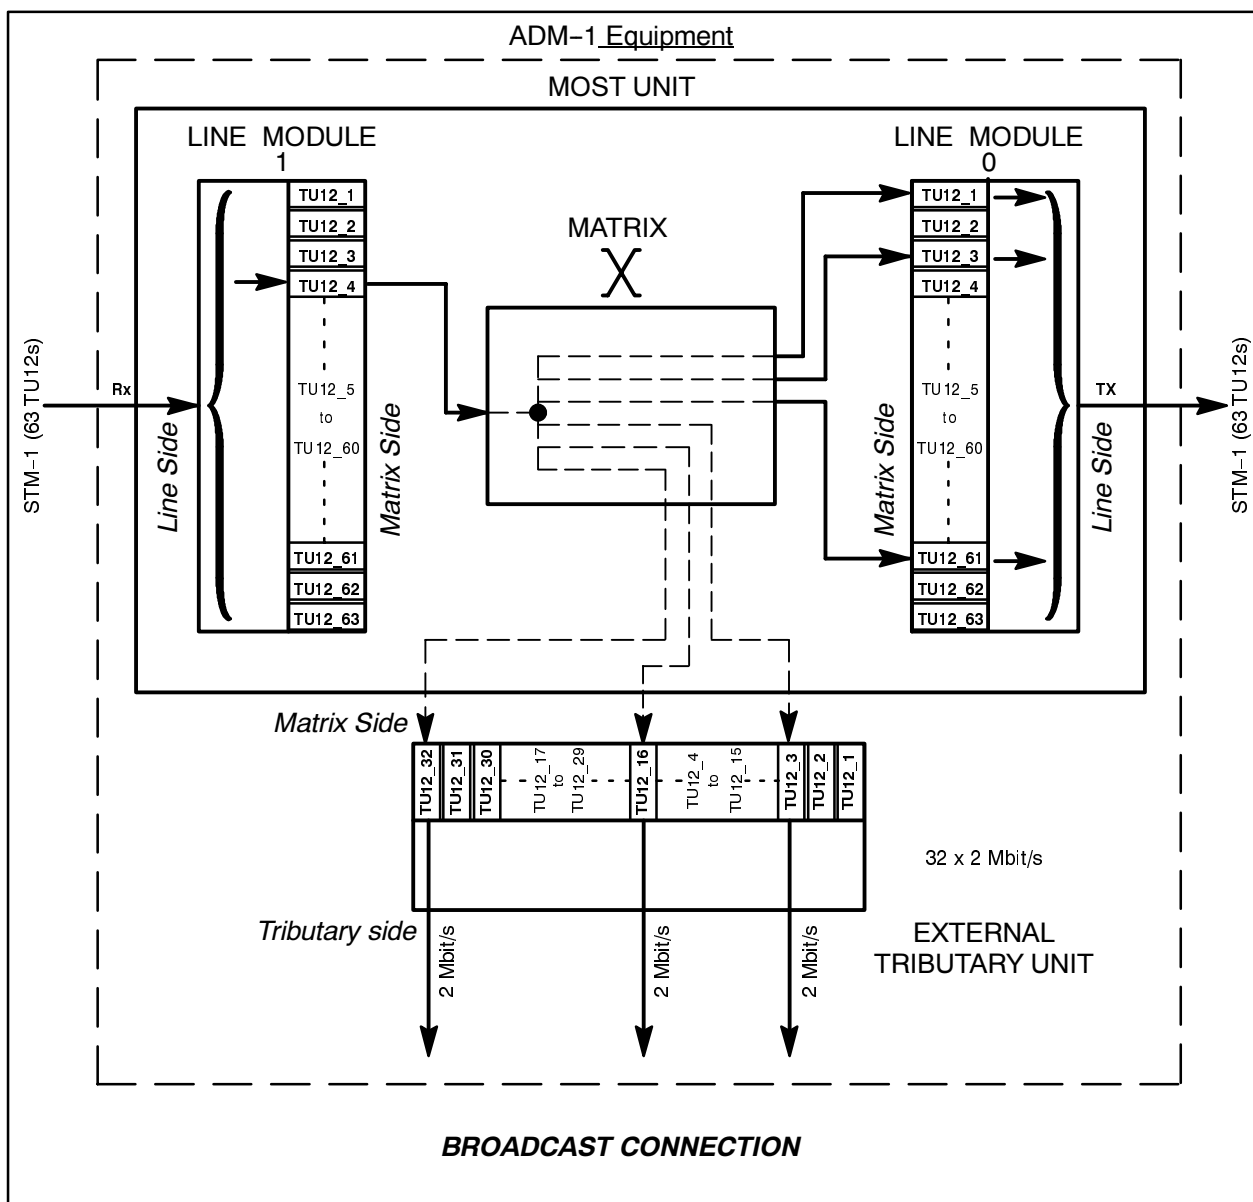 ADM−1 Equipment
MOST UNIT
LINE MODULE
1
LINE MODULE
0
MATRIX
TU12_1
TU12_2
TU12_3
TU12_4
TU12_5
to
TU12_60
TU12_61
TU12_62
TU12_63
TU12_1
TU12_2
TU12_3
TU12_4
TU12_5
to
TU12_60
TU12_61
TU12_62
TU12_63
STM−1 (63 TU12s)
Rx
Line Side
Matrix Side
Matrix Side
Line Side
TX
STM−1 (63 TU12s)
Matrix Side
TU12_32
TU12_31
TU12_30
TU12_17
to
TU12_29
TU12_16
TU12_4
to
TU12_15
TU12_3
TU12_2
TU12_1
32 x 2 Mbit/s
Tributary side
2 Mbit/s
2 Mbit/s
2 Mbit/s
EXTERNAL
TRIBUTARY UNIT
BROADCAST CONNECTION